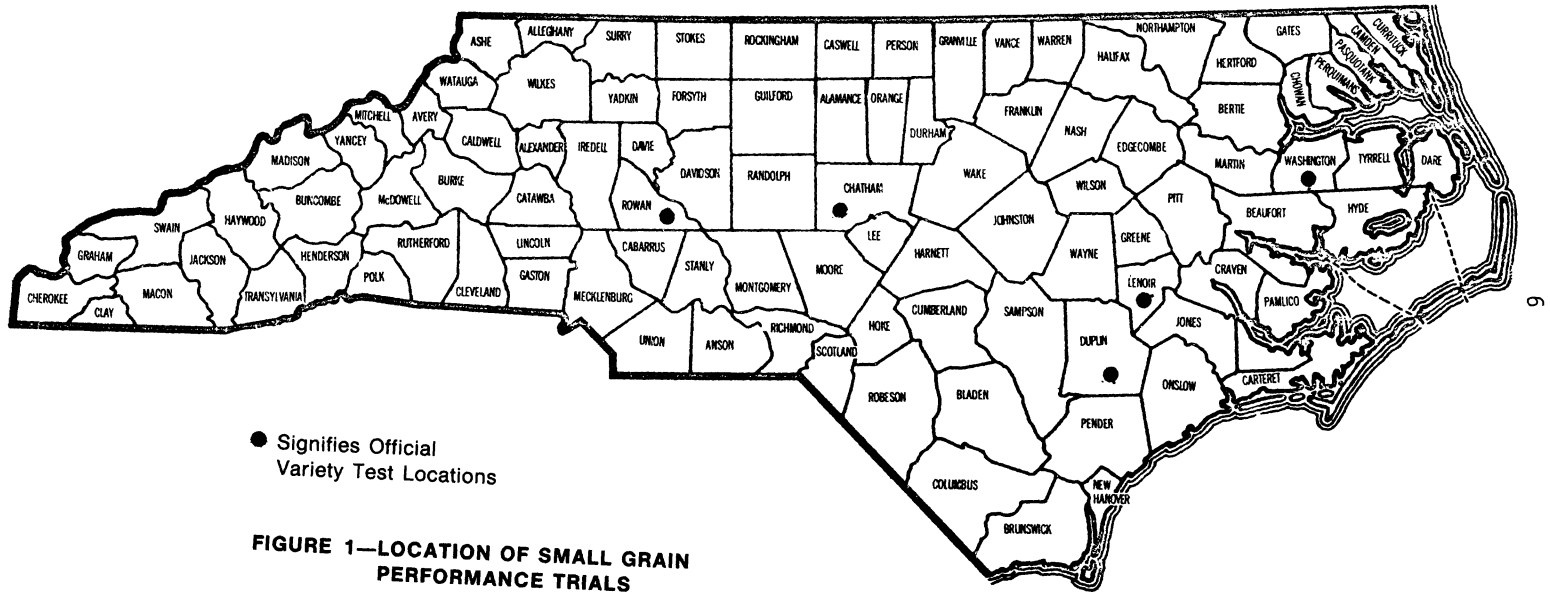 ASHE
ALLEGHANY
SURRY
STOKES
ROCKINGHAM
CASWELL
PERSON
GRANVILLE
VANCE
WARREN
NORTHAMPTON
HALIFAX
HERTFORD
GATES
CURRITUCK
CAMDEN
PASQUOTANK
PERQUIMANS
CHOWAN
WATAUGA
WILKES
YADKIN
FORSYTH
GUILFORD
ALAMANCE
ORANGE
DURHAM
FRANKLIN
NASH
EDGECOMBE
BERTIE
MARTIN
WASHINGTON
TYRRELL
DARE
MITCHELL
AVERY
YANCEY
CALDWELL
ALEXANDER
IREDELL
DAVIE
DAVIDSON
RANDOLPH
CHATHAM
WAKE
WILSON
PITT
BEAUFORT
HYDE
MADISON
BUNCOMBE
McDOWELL
BURKE
CATAWBA
ROWAN
JOHNSTON
GREENE
WAYNE
LEE
HARNETT
SWAIN
HAYWOOD
RUTHERFORD
LINCOLN
CABARRUS
GRAHAM
JACKSON
HENDERSON
POLK
CLEVELAND
GASTON
STANLY
MOORE
MONTGOMERY
LENOIR
CRAVEN
PAMLICO
CHEROKEE
CLAY
MACON
TRANSYLVANIA
MECKLENBURG
UNION
ANSON
RICHMOND
SCOTLAND
HOKE
CUMBERLAND
SAMPSON
DUPLIN
JONES
CARTERET
ONSLOW
ROBESON
BLADEN
PENDER
COLUMBUS
NEW
HANOVER
BRUNSWICK
Signifies Official
Variety Test Locations
FIGURE 1—LOCATION OF SMALL GRAIN
PERFORMANCE TRIALS
6